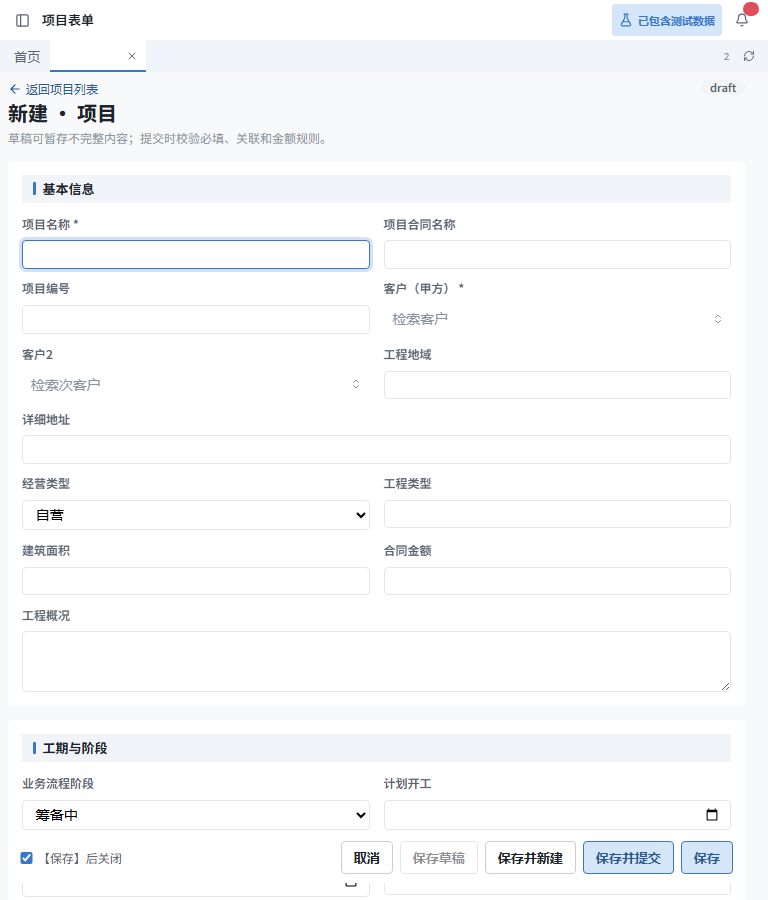 项目表单
已包含测试数据
首页
2
返回项目列表
draft
新建 · 项目
草稿可暂存不完整内容；提交时校验必填、关联和金额规则。
基本信息
项目名称 *
项目合同名称
项目编号
客户（甲方） *
检索客户
客户2
工程地域
检索次客户
详细地址
经营类型
工程类型
自营
建筑面积
合同金额
工程概况
工期与阶段
业务流程阶段
计划开工
筹备中
【保存】后关闭
取消
保存草稿
保存并新建
保存并提交
保存